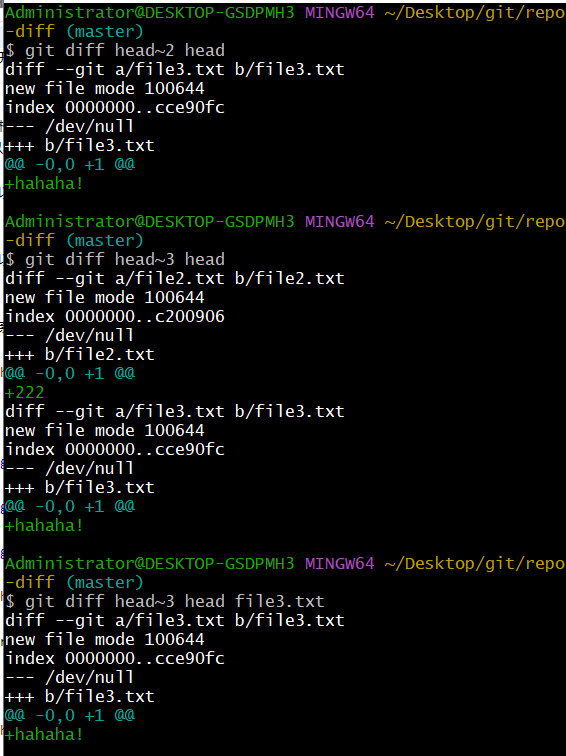 Administrator@DESKTOP-GSDPMH3 MINGW64 ~/Desktop/git/repo
-diff (master)
$ git diff head~2 head
diff --git a/file3.txt b/file3.txt
new file mode 100644
index 0000000..cce90fc
--- /dev/null
+++ b/file3.txt
@@ -0,0 +1 @@
+hahaha!
Administrator@DESKTOP-GSDPMH3 MINGW64 ~/Desktop/git/repo
-diff (master)
$ git diff head~3 head
diff --git a/file2.txt b/file2.txt
new file mode 100644
index 0000000..c200906
--- /dev/null
+++ b/file2.txt
@@ -0,0 +1 @@
+222
diff --git a/file3.txt b/file3.txt
new file mode 100644
index 0000000..cce90fc
--- /dev/null
+++ b/file3.txt
@@ -0,0 +1 @@
+hahaha!
Administrator@DESKTOP-GSDPMH3 MINGW64 ~/Desktop/git/repo
-diff (master)
$ git diff head~3 head file3.txt
diff --git a/file3.txt b/file3.txt
new file mode 100644
index 0000000..cce90fc
--- /dev/null
+++ b/file3.txt
@@ -0,0 +1 @@
+hahaha!